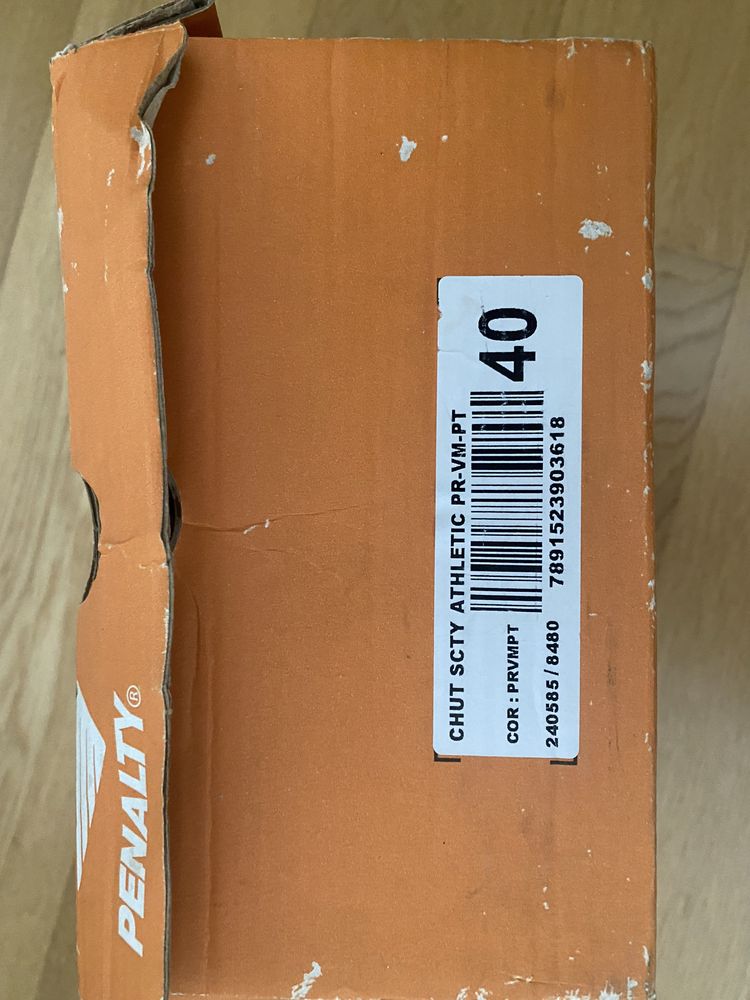 PENALTY®
CHUT SCTY ATHLETIC PR-VM-PT
40
COR : PRVMPT
240585 / 8480
7891523903618